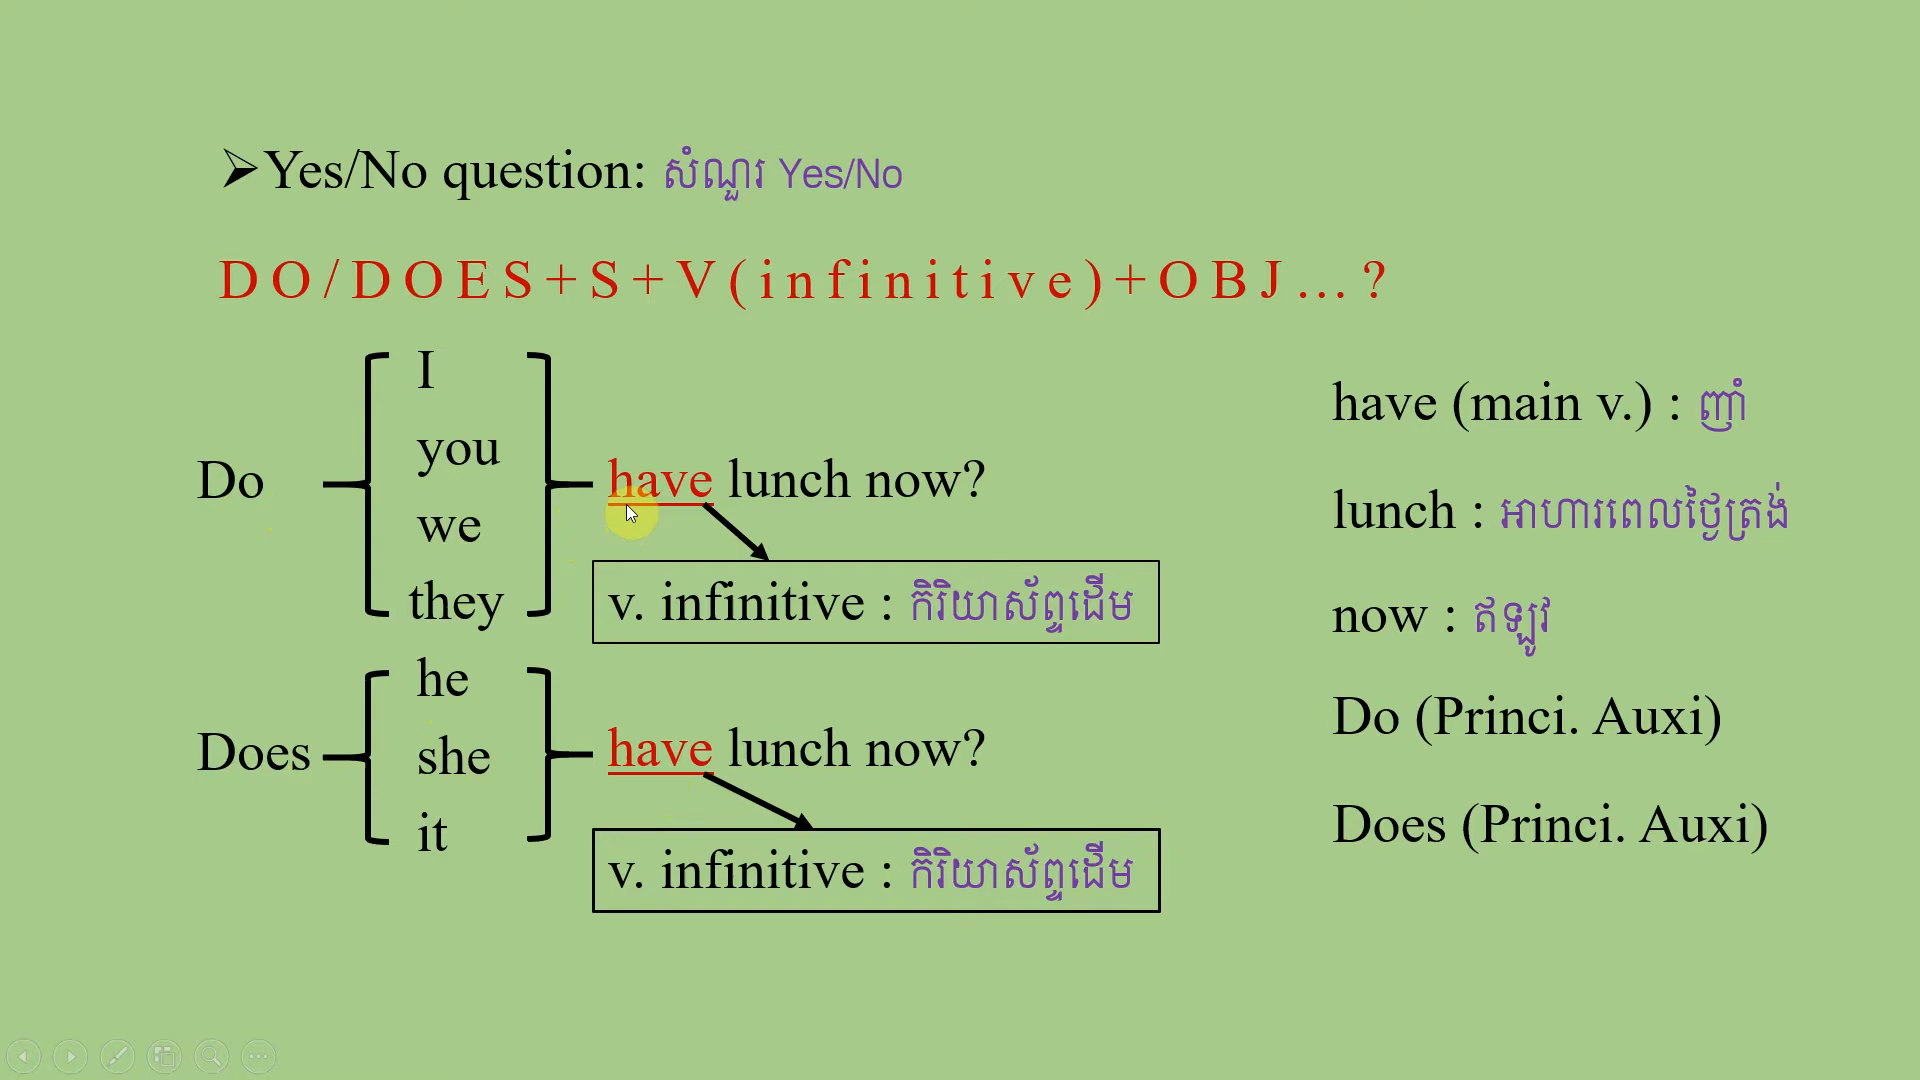 ➢Yes/No question: សំណួរ Yes/No
DO/DOES+S+V(infinitive)+OBJ...?
I
you
Do
we
they
have lunch now?
v. infinitive : កិរិយាស័ព្ទដើម
he
Does
she
it
have lunch now?
v. infinitive : កិរិយាស័ព្ទដើម
have (main v.) : ញាំ
lunch : អាហារពេលថ្ងៃត្រង់
now : ឥឡូវ
Do (Princi. Auxi)
Does (Princi. Auxi)